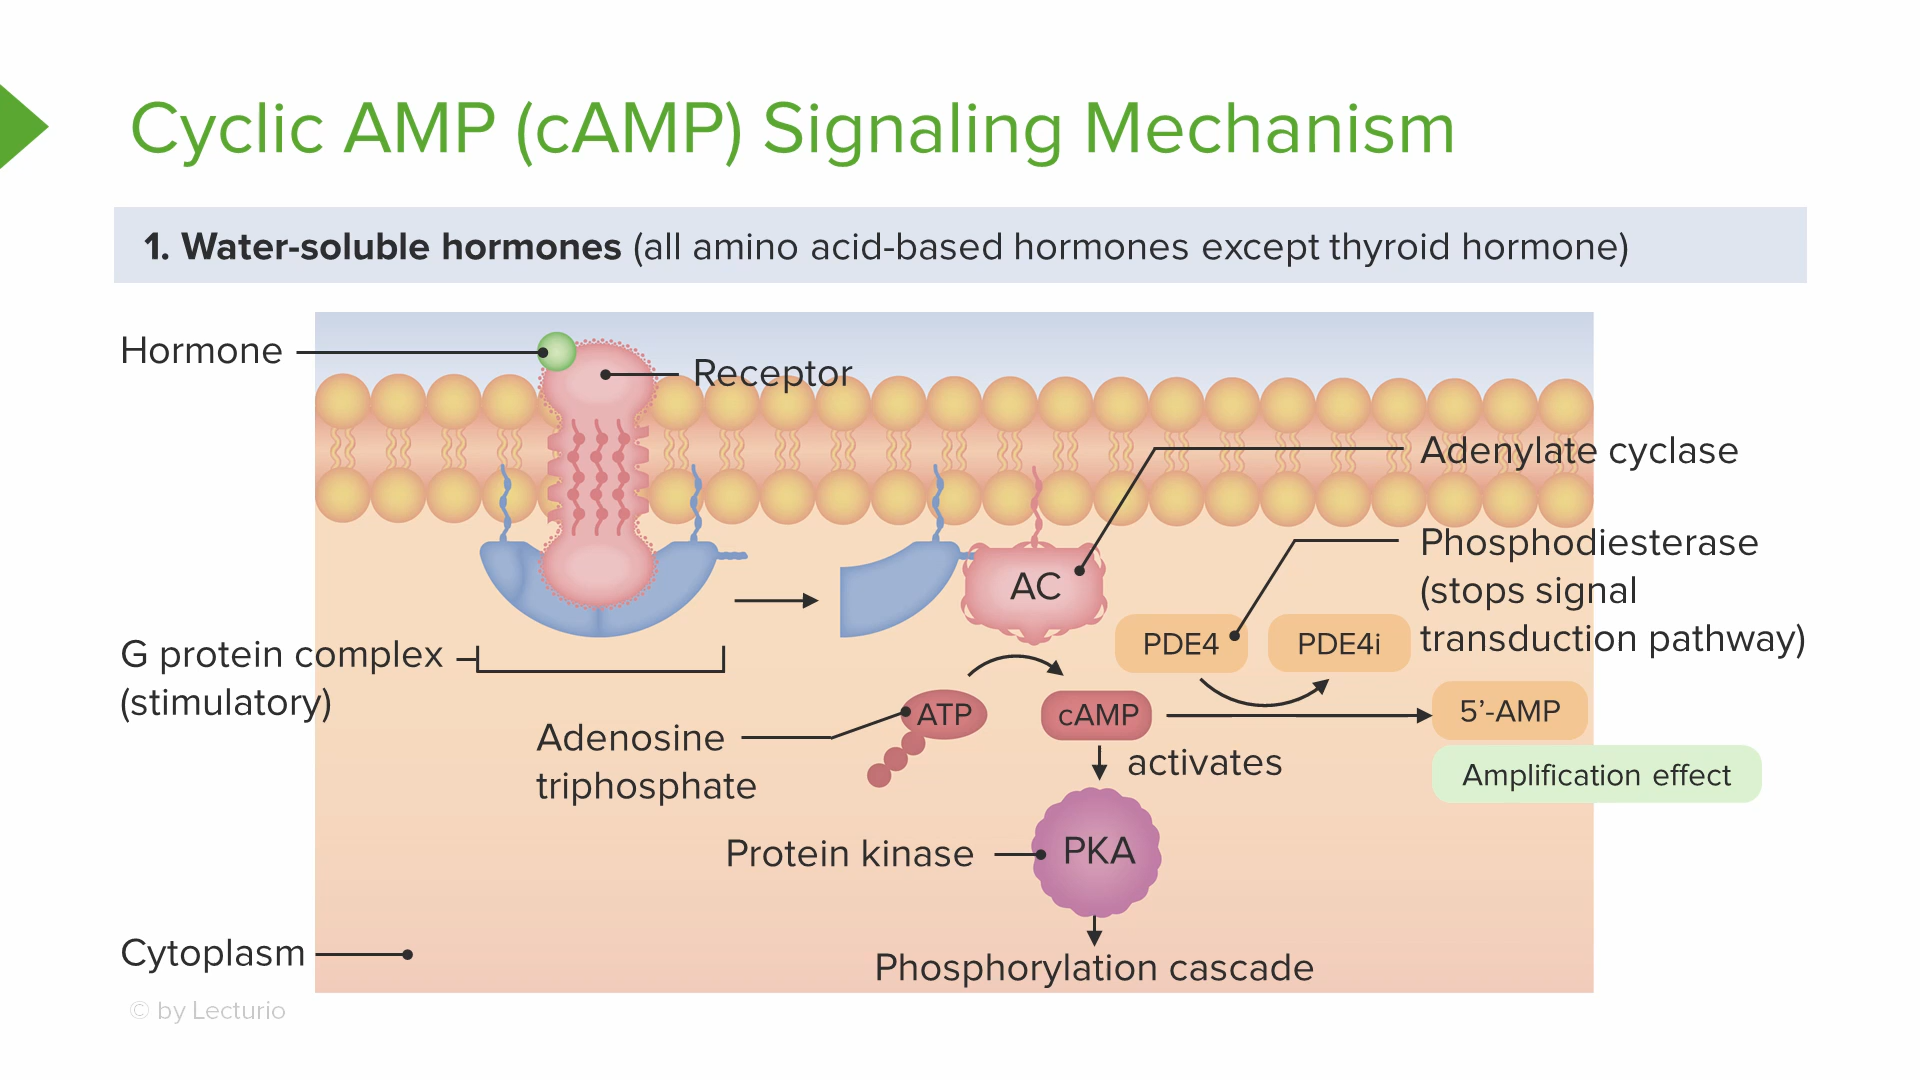 Cyclic AMP (cAMP) Signaling Mechanism
1. Water-soluble hormones (all amino acid-based hormones except thyroid hormone)
Hormone
Receptor
Adenylate cyclase
Phosphodiesterase
(stops signal
transduction pathway)
AC
PDE4
PDE4i
G protein complex
(stimulatory)
ATP
cAMP
5’-AMP
Adenosine
triphosphate
activates
Amplification effect
Protein kinase
PKA
Cytoplasm
Phosphorylation cascade
© by Lecturio